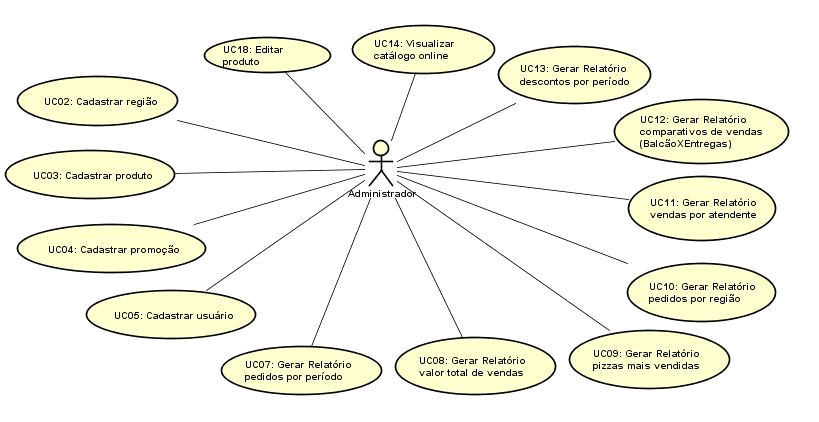 UC14: Visualizar
catálogo online
UC18: Editar
produto
UC13: Gerar Relatório
descontos por período
UC02: Cadastrar região
UC12: Gerar Relatório
comparativos de vendas
(BalcãoXEntregas)
UC03: Cadastrar produto
Administrador
UC11: Gerar Relatório
vendas por atendente
UC04: Cadastrar promoção
UC10: Gerar Relatório
pedidos por região
UC05: Cadastrar usuário
UC09: Gerar Relatório
pizzas mais vendidas
UC07: Gerar Relatório
pedidos por período
UC08: Gerar Relatório
valor total de vendas